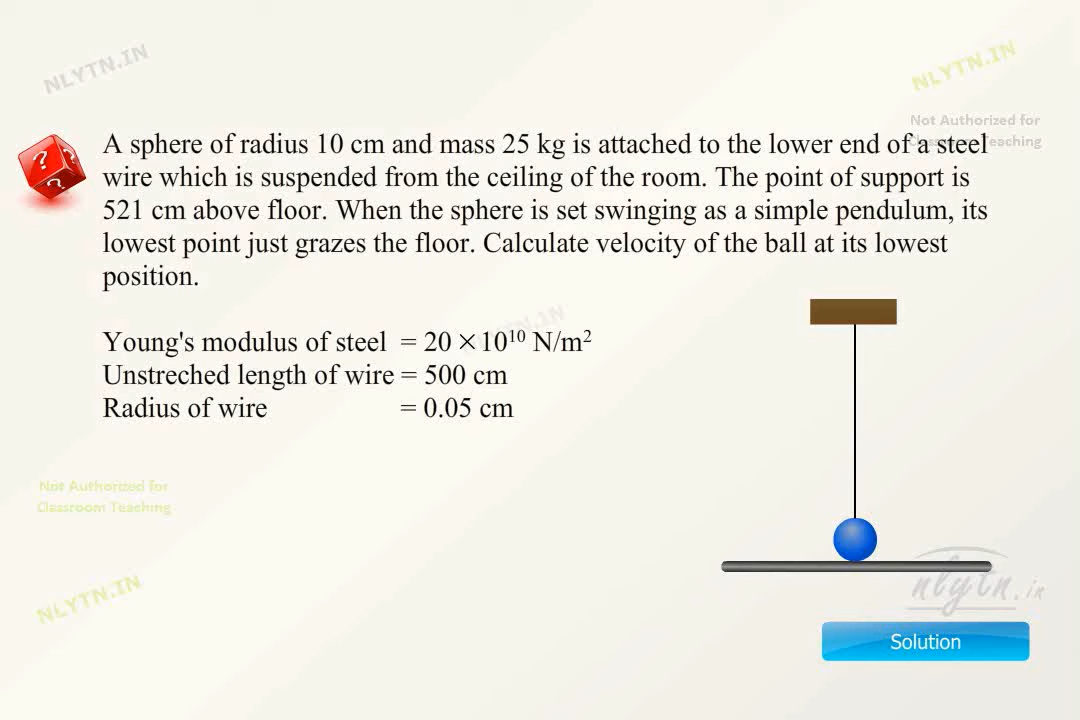 NLYTN.IN
NLYTN.IN
Not Authorized for
Classroom Teaching
A sphere of radius 10 cm and mass 25 kg is attached to the lower end of a steel
wire which is suspended from the ceiling of the room. The point of support is
521 cm above floor. When the sphere is set swinging as a simple pendulum, its
lowest point just grazes the floor. Calculate velocity of the ball at its lowest
position.
NLYTN.IN
Young's modulus of steel = 20 ×10¹⁰ N/m²
Unstreched length of wire = 500 cm
Radius of wire = 0.05 cm
Not Authorized for
Classroom Teaching
NLYTN.IN
nlytn.in
Solution